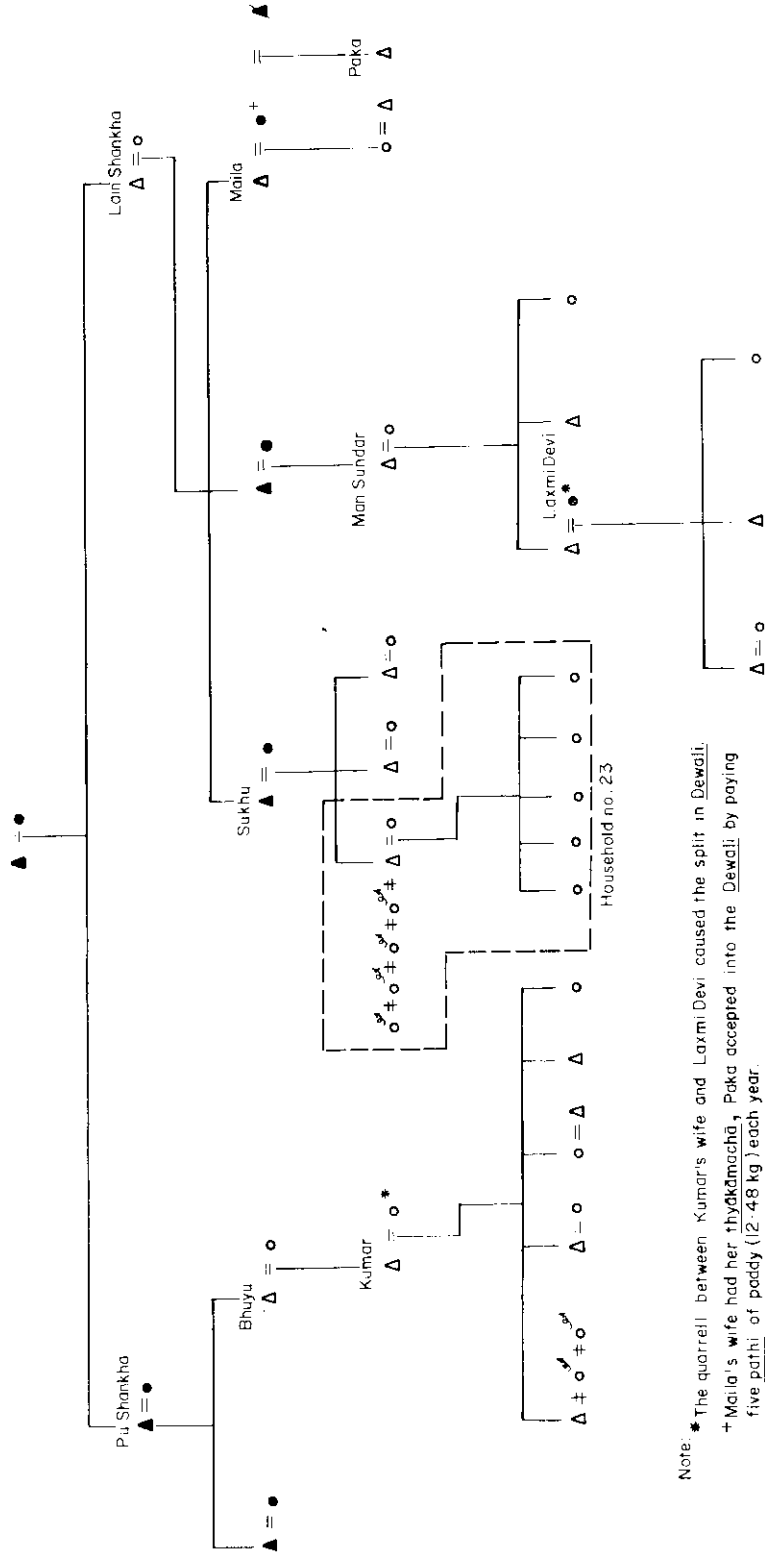 Pu Shankha
Lain Shankha
Bhuyu
Sukhu
Maila
+
Kumar
*
Man Sundar
Paka
Laxmi Devi
*
Household no. 23
Note: * The quarrell between Kumar's wife and Laxmi Devi caused the split in Dewali.
+ Maila's wife had her thyākāmachā, Paka accepted into the Dewali by paying
five pathi of paddy (12·48 kg) each year.